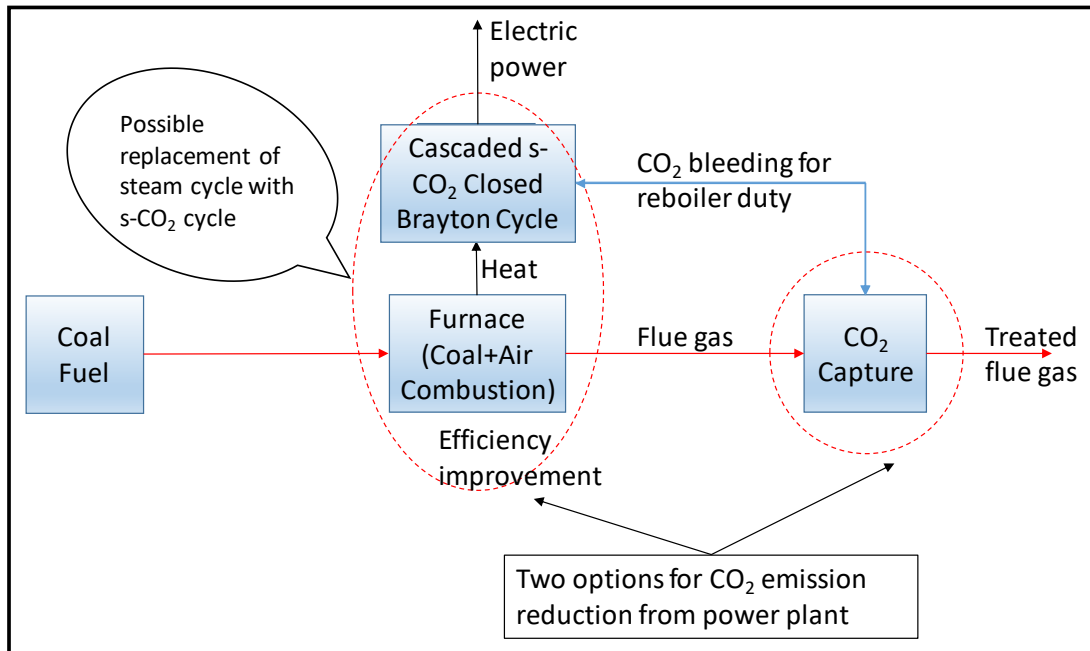 Electric
power
Possible
replacement of
steam cycle with
s-CO₂ cycle
Cascaded s-
CO₂ Closed
Brayton Cycle
CO₂ bleeding for
reboiler duty
Heat
Coal
Fuel
Furnace
(Coal+Air
Combustion)
Flue gas
CO₂
Capture
Treated
flue gas
Efficiency
improvement
Two options for CO₂ emission
reduction from power plant